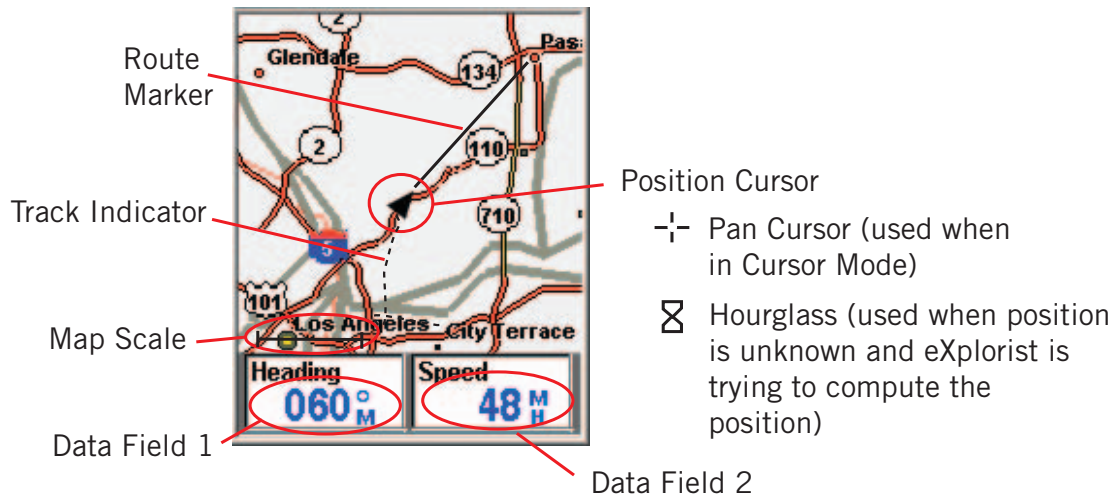 2
Pasa
Glendale
Route
Marker
134
2
110
Position Cursor
Track Indicator
710
Pan Cursor (used when
in Cursor Mode)
5
101
Hourglass (used when position
is unknown and eXplorist is
trying to compute the
position)
Map Scale
Los Angeles
City Terrace
Heading
Speed
060° M
48 M H
Data Field 1
Data Field 2